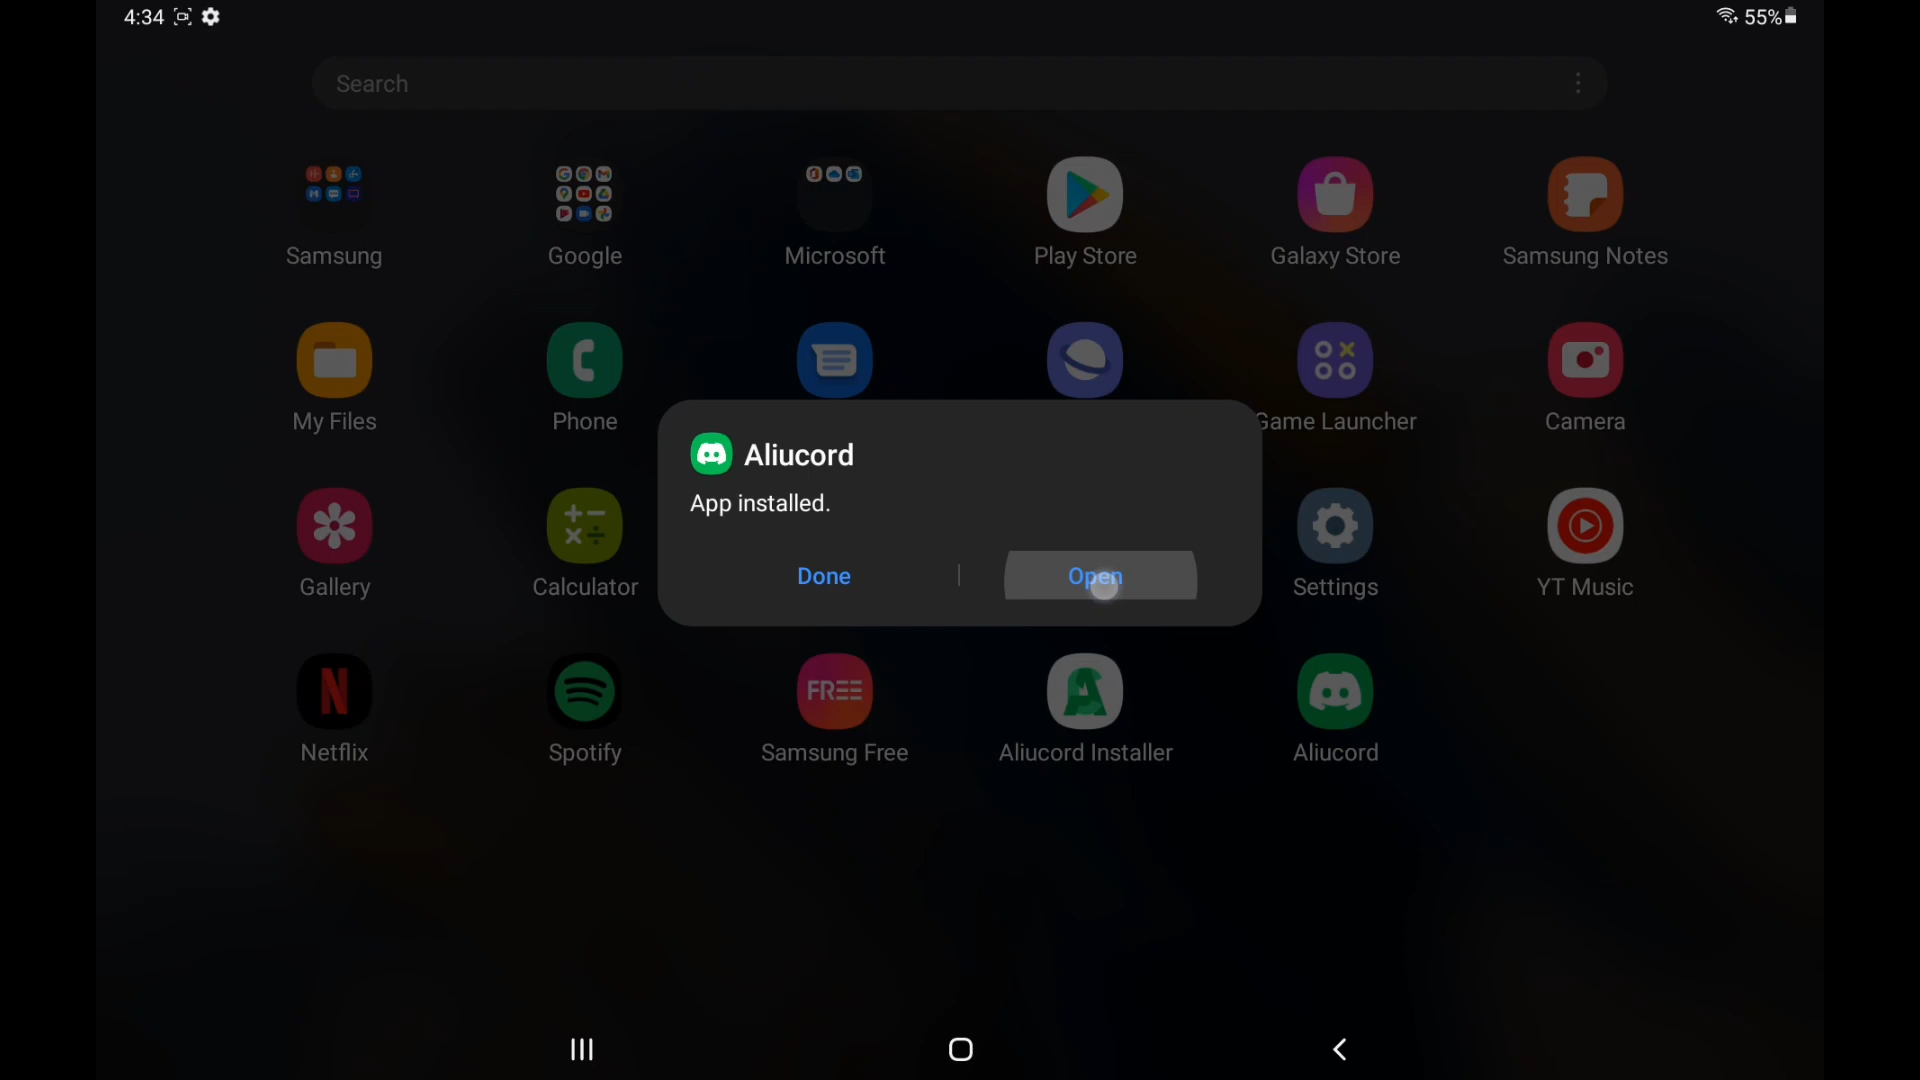 4:34
55%
Search
Samsung
Google
Microsoft
Play Store
Galaxy Store
Samsung Notes
My Files
Phone
Game Launcher
Camera
Aliucord
App installed.
Done
Open
Gallery
Calculator
Settings
YT Music
FREE
Netflix
Spotify
Samsung Free
Aliucord Installer
Aliucord